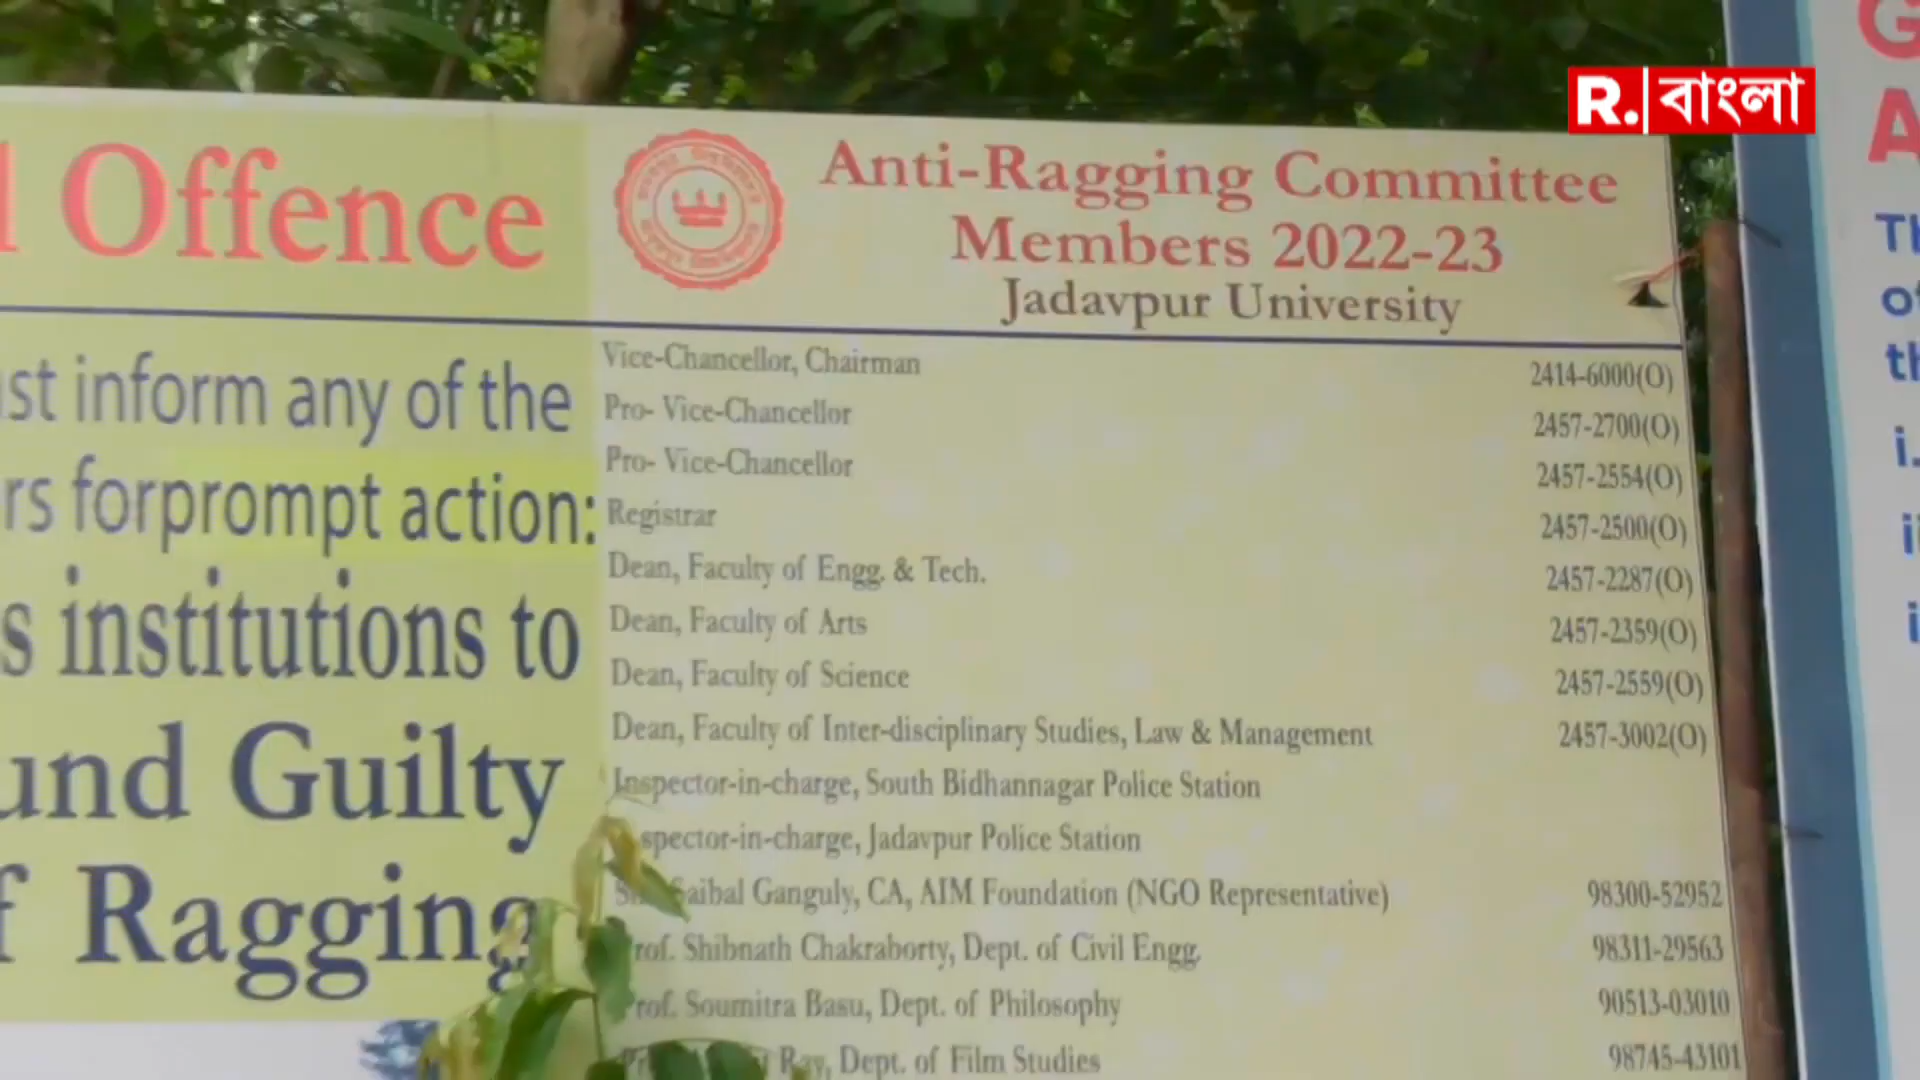 R. বাংলা
Offence
inform any of the
forprompt action:
institutions to
Guilty
Ragging
Anti-Ragging Committee
Members 2022-23
Jadavpur University
Vice-Chancellor, Chairman 2414-6000(O)
Pro- Vice-Chancellor 2457-2700(O)
Pro- Vice-Chancellor 2457-2554(O)
Registrar 2457-2500(O)
Dean, Faculty of Engg. & Tech. 2457-2287(O)
Dean, Faculty of Arts 2457-2359(O)
Dean, Faculty of Science 2457-2559(O)
Dean, Faculty of Inter-disciplinary Studies, Law & Management 2457-3002(O)
Inspector-in-charge, South Bidhannagar Police Station
spector-in-charge, Jadavpur Police Station
Saibal Ganguly, CA, AIM Foundation (NGO Representative) 98300-52952
Prof. Shibnath Chakraborty, Dept. of Civil Engg. 98311-29563
Prof. Soumitra Basu, Dept. of Philosophy 90513-03010
Ray, Dept. of Film Studies 98745-43101